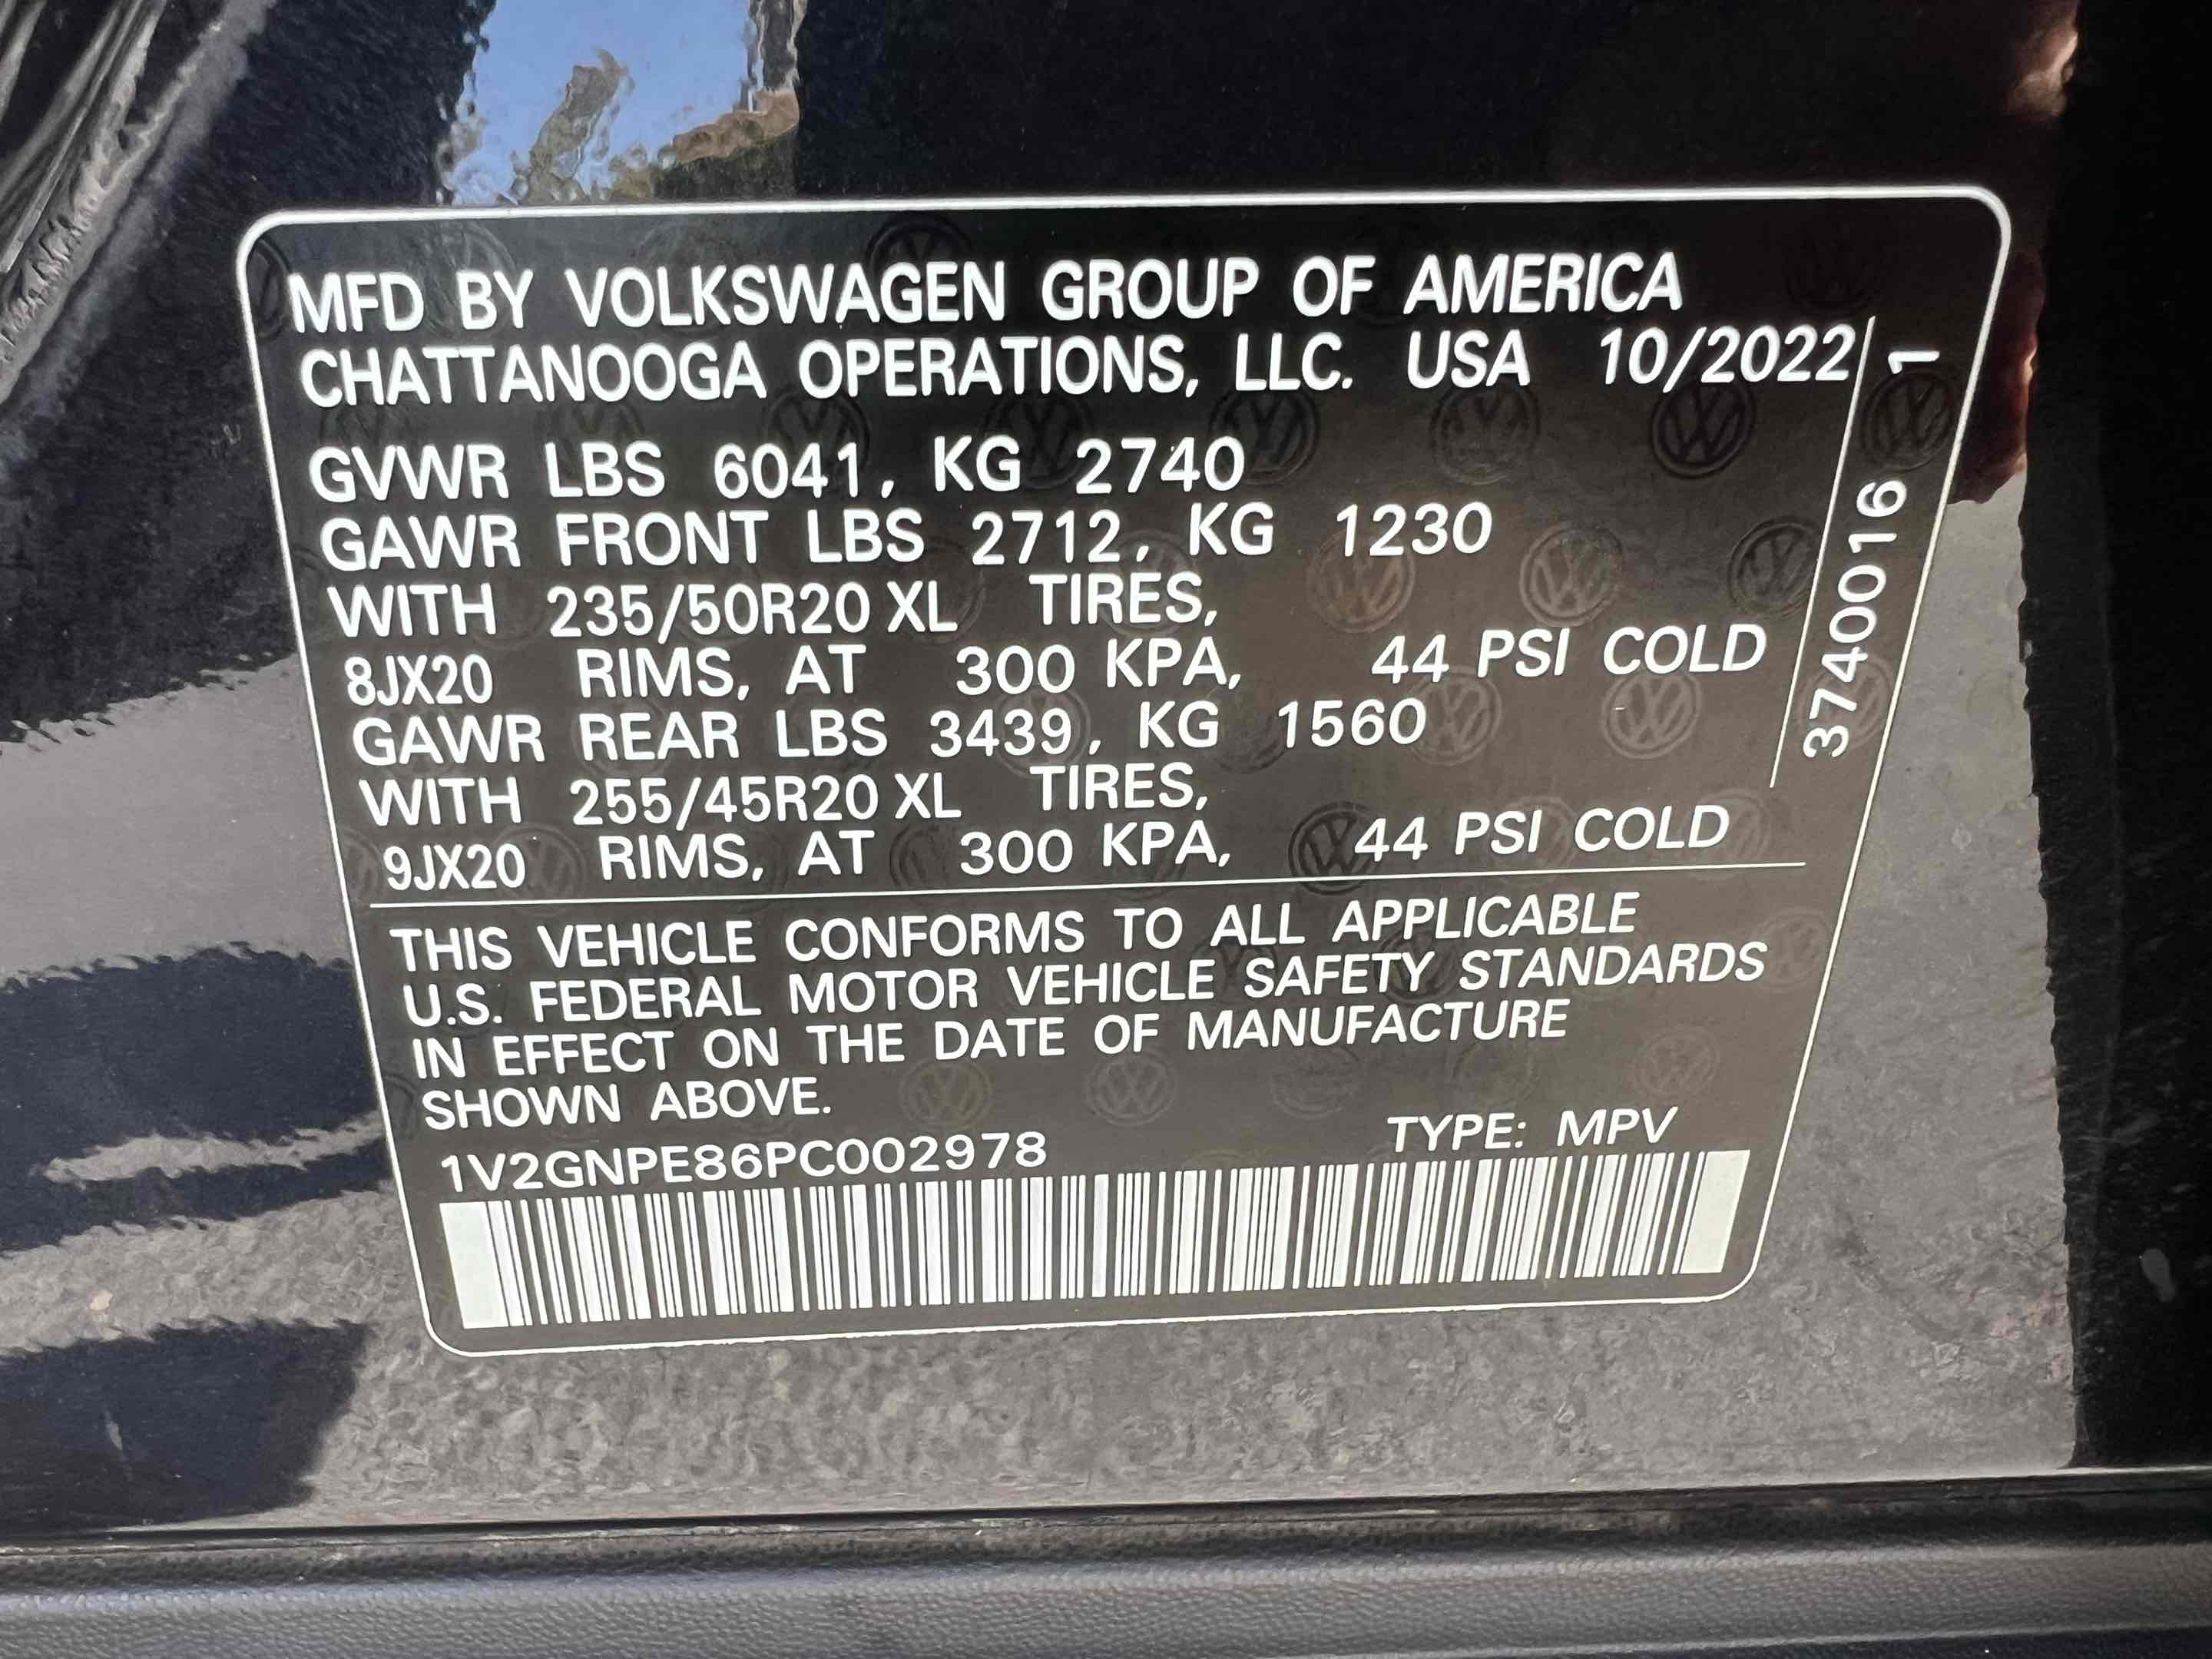 MFD BY VOLKSWAGEN GROUP OF AMERICA
CHATTANOOGA OPERATIONS, LLC. USA 10/2022
GVWR LBS 6041, KG 2740
GAWR FRONT LBS 2712, KG 1230
WITH 235/50R20 XL TIRES,
8JX20 RIMS, AT 300 KPA, 44 PSI COLD
GAWR REAR LBS 3439, KG 1560
WITH 255/45R20 XL TIRES,
9JX20 RIMS, AT 300 KPA, 44 PSI COLD
3740016 1
THIS VEHICLE CONFORMS TO ALL APPLICABLE
U.S. FEDERAL MOTOR VEHICLE SAFETY STANDARDS
IN EFFECT ON THE DATE OF MANUFACTURE
SHOWN ABOVE.
1V2GNPE86PC002978 TYPE: MPV